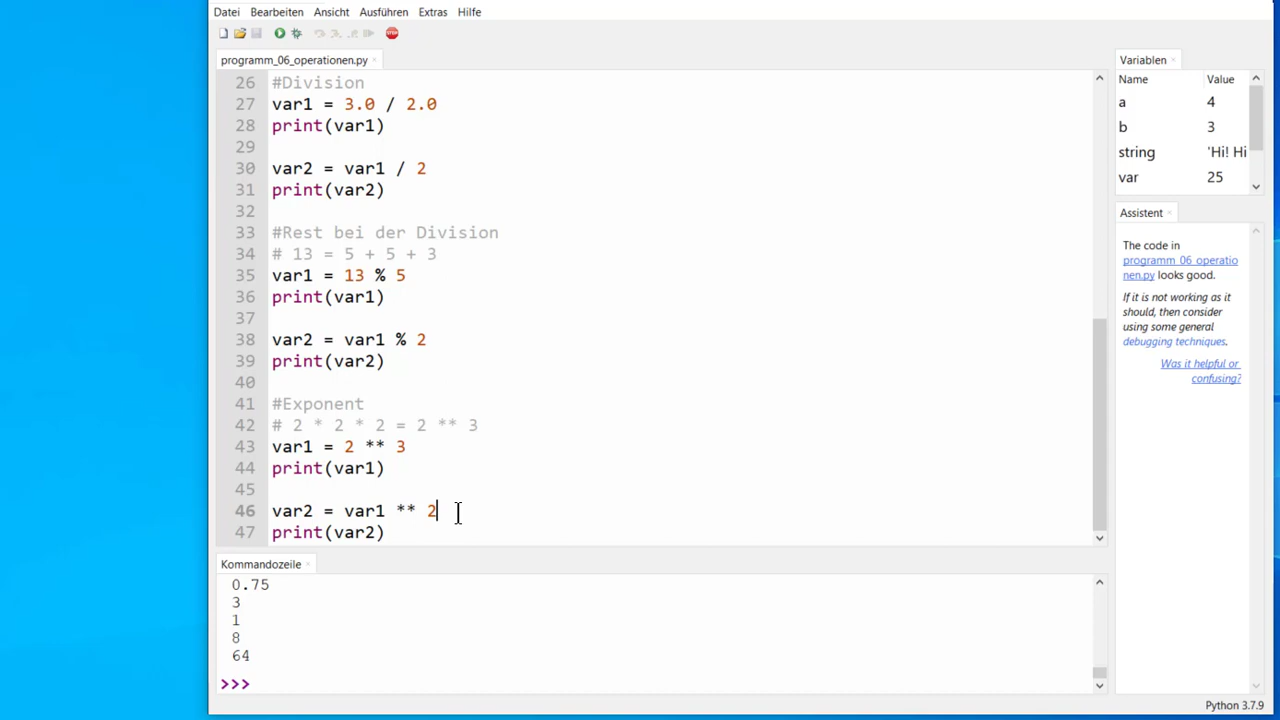 Datei Bearbeiten Ansicht Ausführen Extras Hilfe
programm_06_operationen.py ×
26 #Division
27 var1 = 3.0 / 2.0
28 print(var1)
29
30 var2 = var1 / 2
31 print(var2)
32
33 #Rest bei der Division
34 # 13 = 5 + 5 + 3
35 var1 = 13 % 5
36 print(var1)
37
38 var2 = var1 % 2
39 print(var2)
40
41 #Exponent
42 # 2 * 2 * 2 = 2 ** 3
43 var1 = 2 ** 3
44 print(var1)
45
46 var2 = var1 ** 2
47 print(var2)
Kommandozeile ×
0.75
3
1
8
64
>>>
Variablen ×
Name Value
a 4
b 3
string 'Hi! Hi
var 25
Assistent ×
The code in
programm_06_operatio
nen.py looks good.
If it is not working as it
should, then consider
using some general
debugging techniques.
Was it helpful or
confusing?
Python 3.7.9